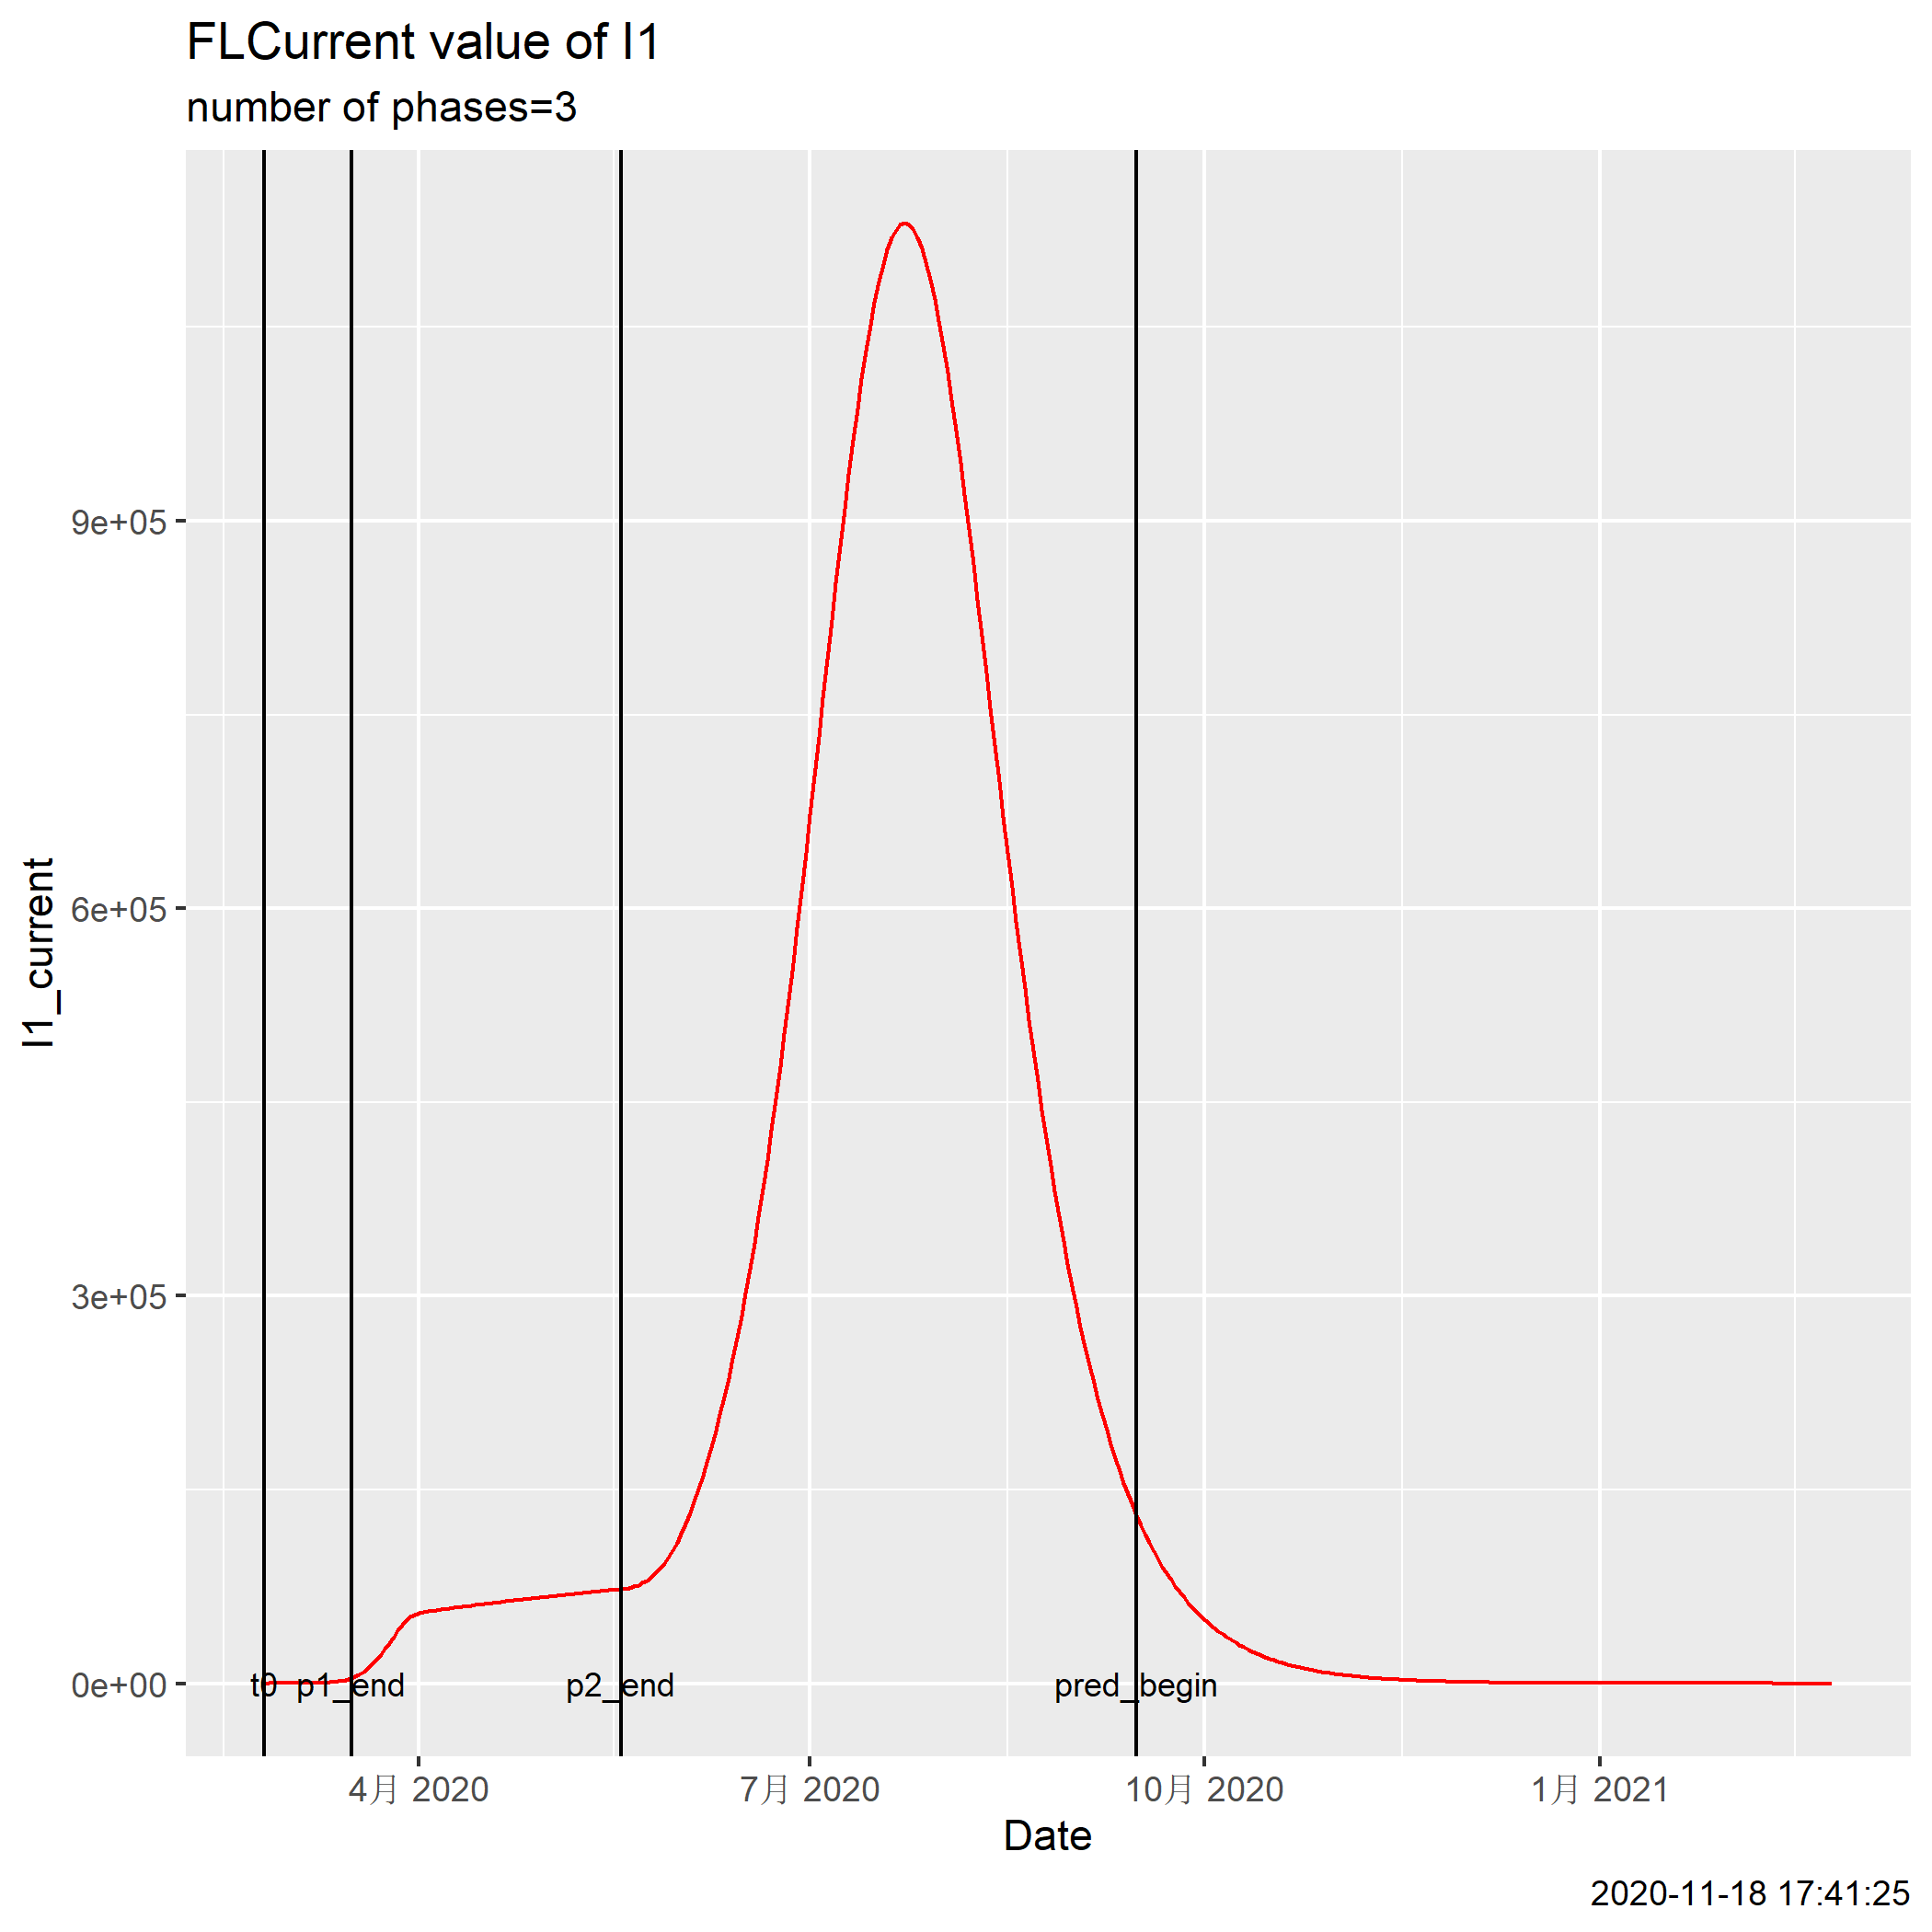 FLCurrent value of I1
number of phases=3
I1_current
9e+05
6e+05
3e+05
0e+00
t0 p1_end p2_end pred_begin
4月 2020 7月 2020 10月 2020 1月 2021
Date
2020-11-18 17:41:25